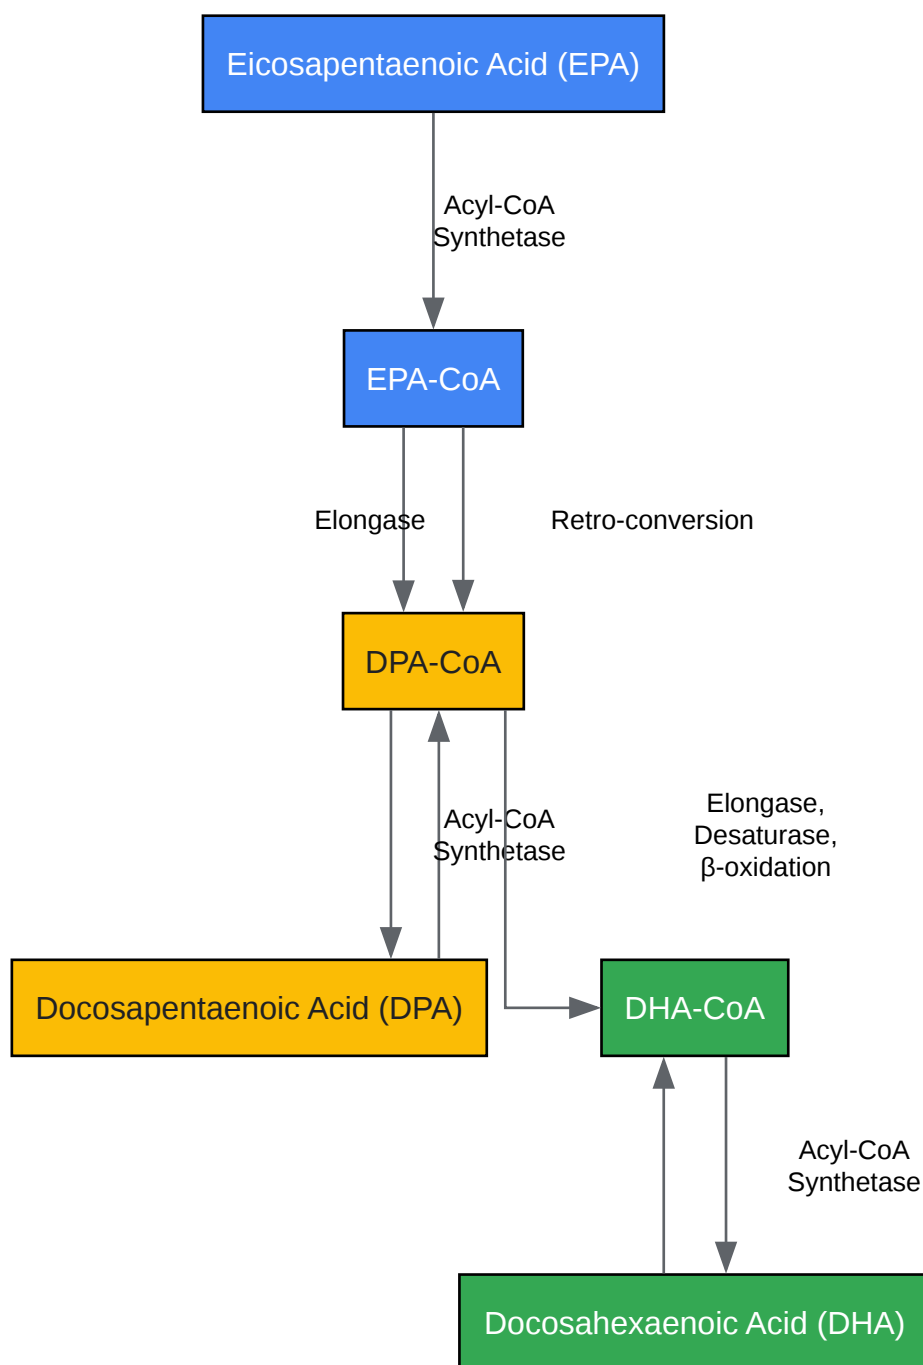 Eicosapentaenoic Acid (EPA)
Acyl-CoA
Synthetase
EPA-CoA
Elongase
Retro-conversion
DPA-CoA
Acyl-CoA
Synthetase
Elongase,
Desaturase,
β-oxidation
Docosapentaenoic Acid (DPA)
DHA-CoA
Acyl-CoA
Synthetase
Docosahexaenoic Acid (DHA)